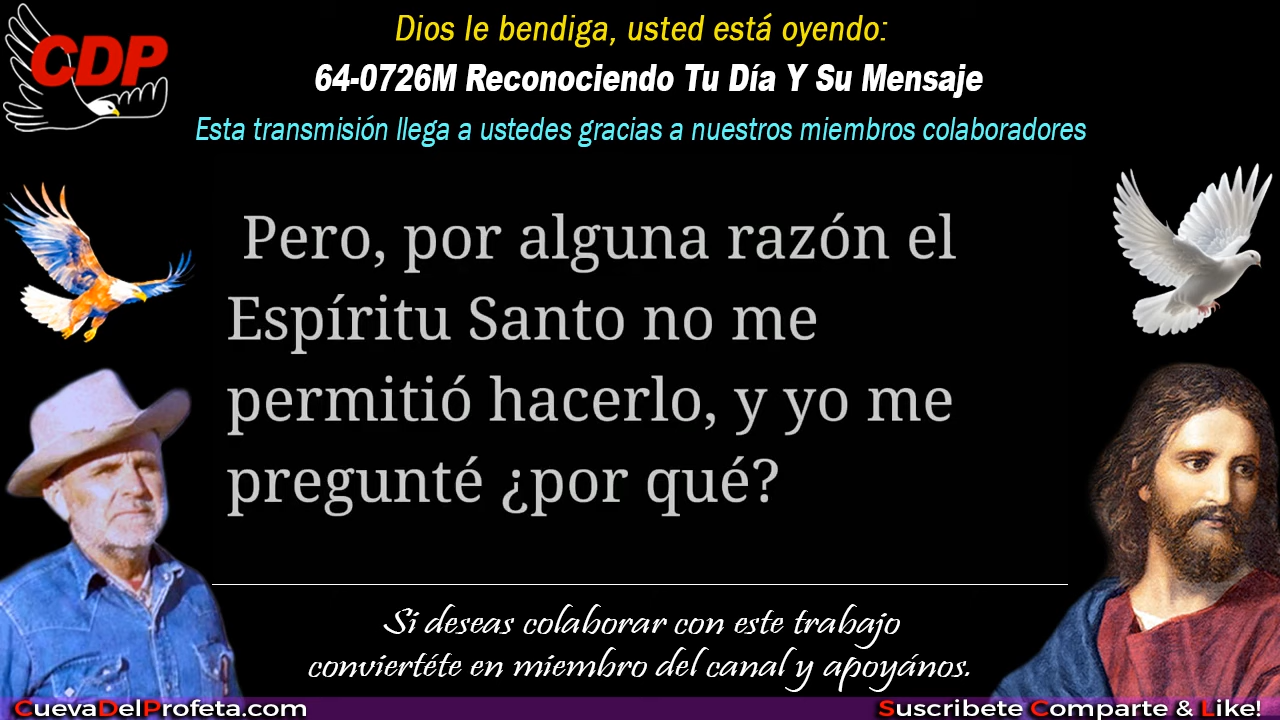 CDP
Dios le bendiga, usted está oyendo:
64-0726M Reconociendo Tu Día Y Su Mensaje
Esta transmisión llega a ustedes gracias a nuestros miembros colaboradores
Pero, por alguna razón el
Espíritu Santo no me
permitió hacerlo, y yo me
pregunté ¿por qué?
Si deseas colaborar con este trabajo
conviertéte en miembro del canal y apoyános.
CuevaDelProfeta.com
Suscribete Comparte & Like!